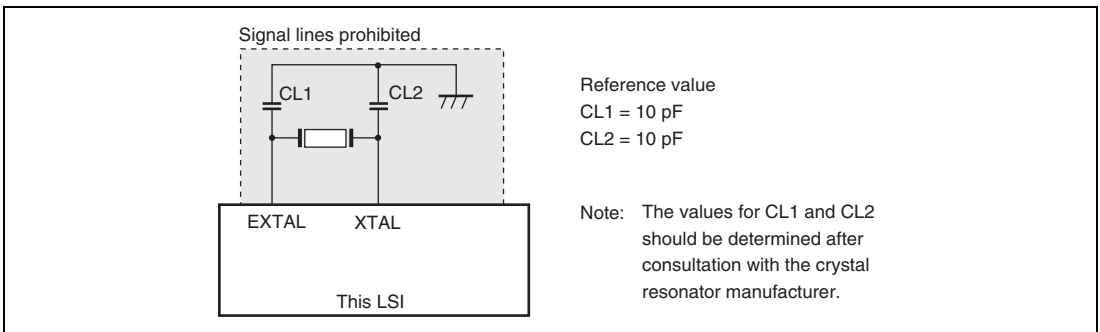 Signal lines prohibited
CL1
CL2
EXTAL
XTAL
This LSI
Reference value
CL1 = 10 pF
CL2 = 10 pF
Note: The values for CL1 and CL2
should be determined after
consultation with the crystal
resonator manufacturer.